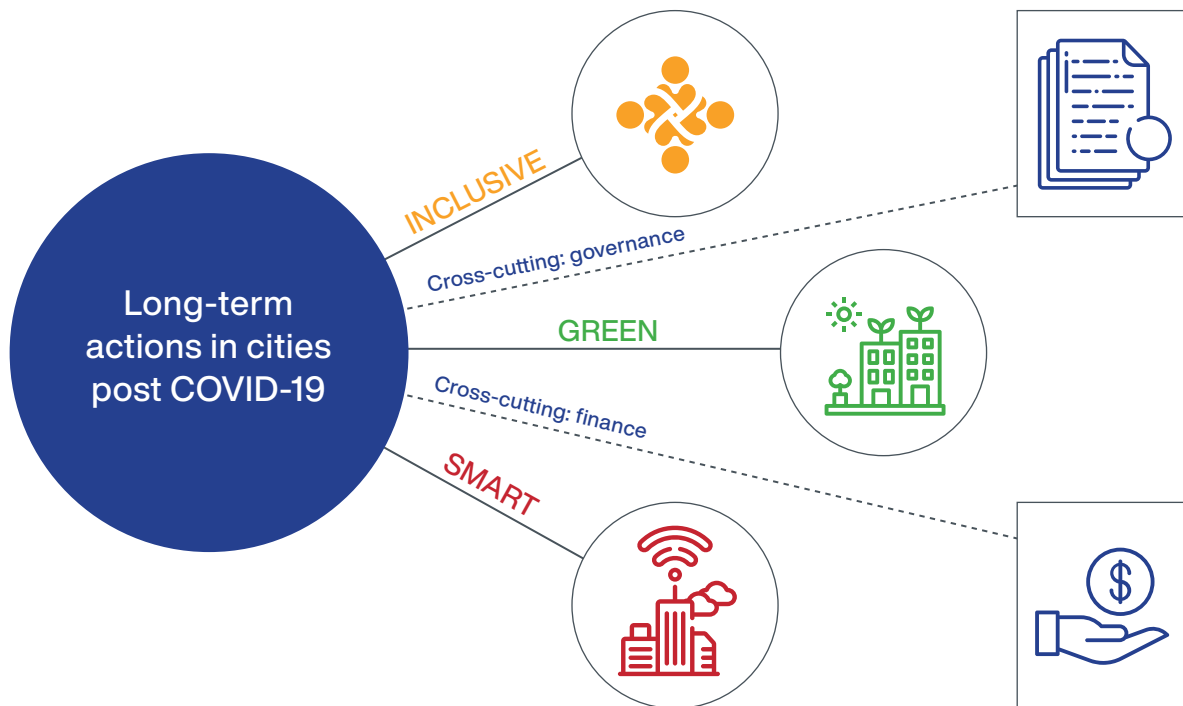 Long-term
actions in cities
post COVID-19
INCLUSIVE
Cross-cutting: governance
GREEN
Cross-cutting: finance
SMART
$